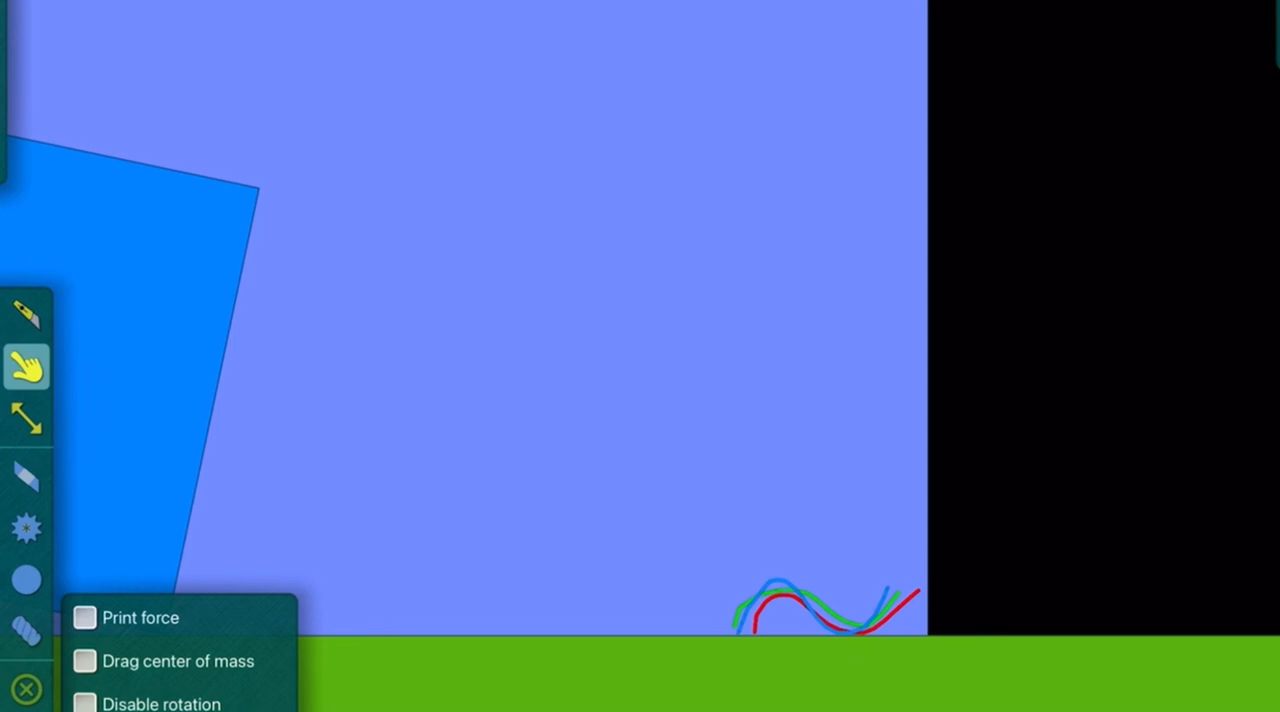 Print force
Drag center of mass
Disable rotation